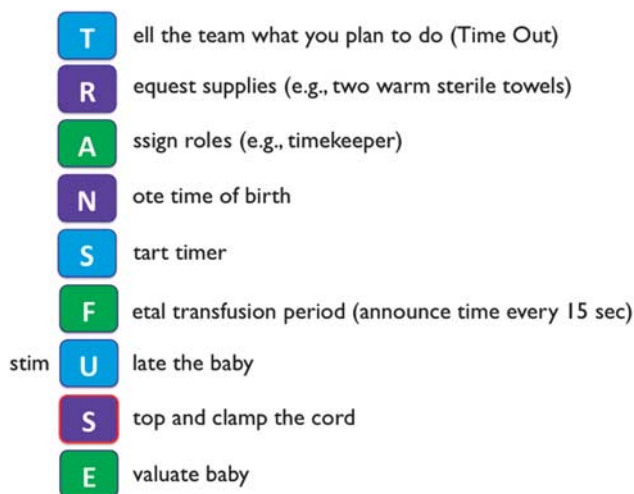 T ell the team what you plan to do (Time Out)
R equest supplies (e.g., two warm sterile towels)
A ssign roles (e.g., timekeeper)
N ote time of birth
S tart timer
F etal transfusion period (announce time every 15 sec)
stim U late the baby
S top and clamp the cord
E valuate baby